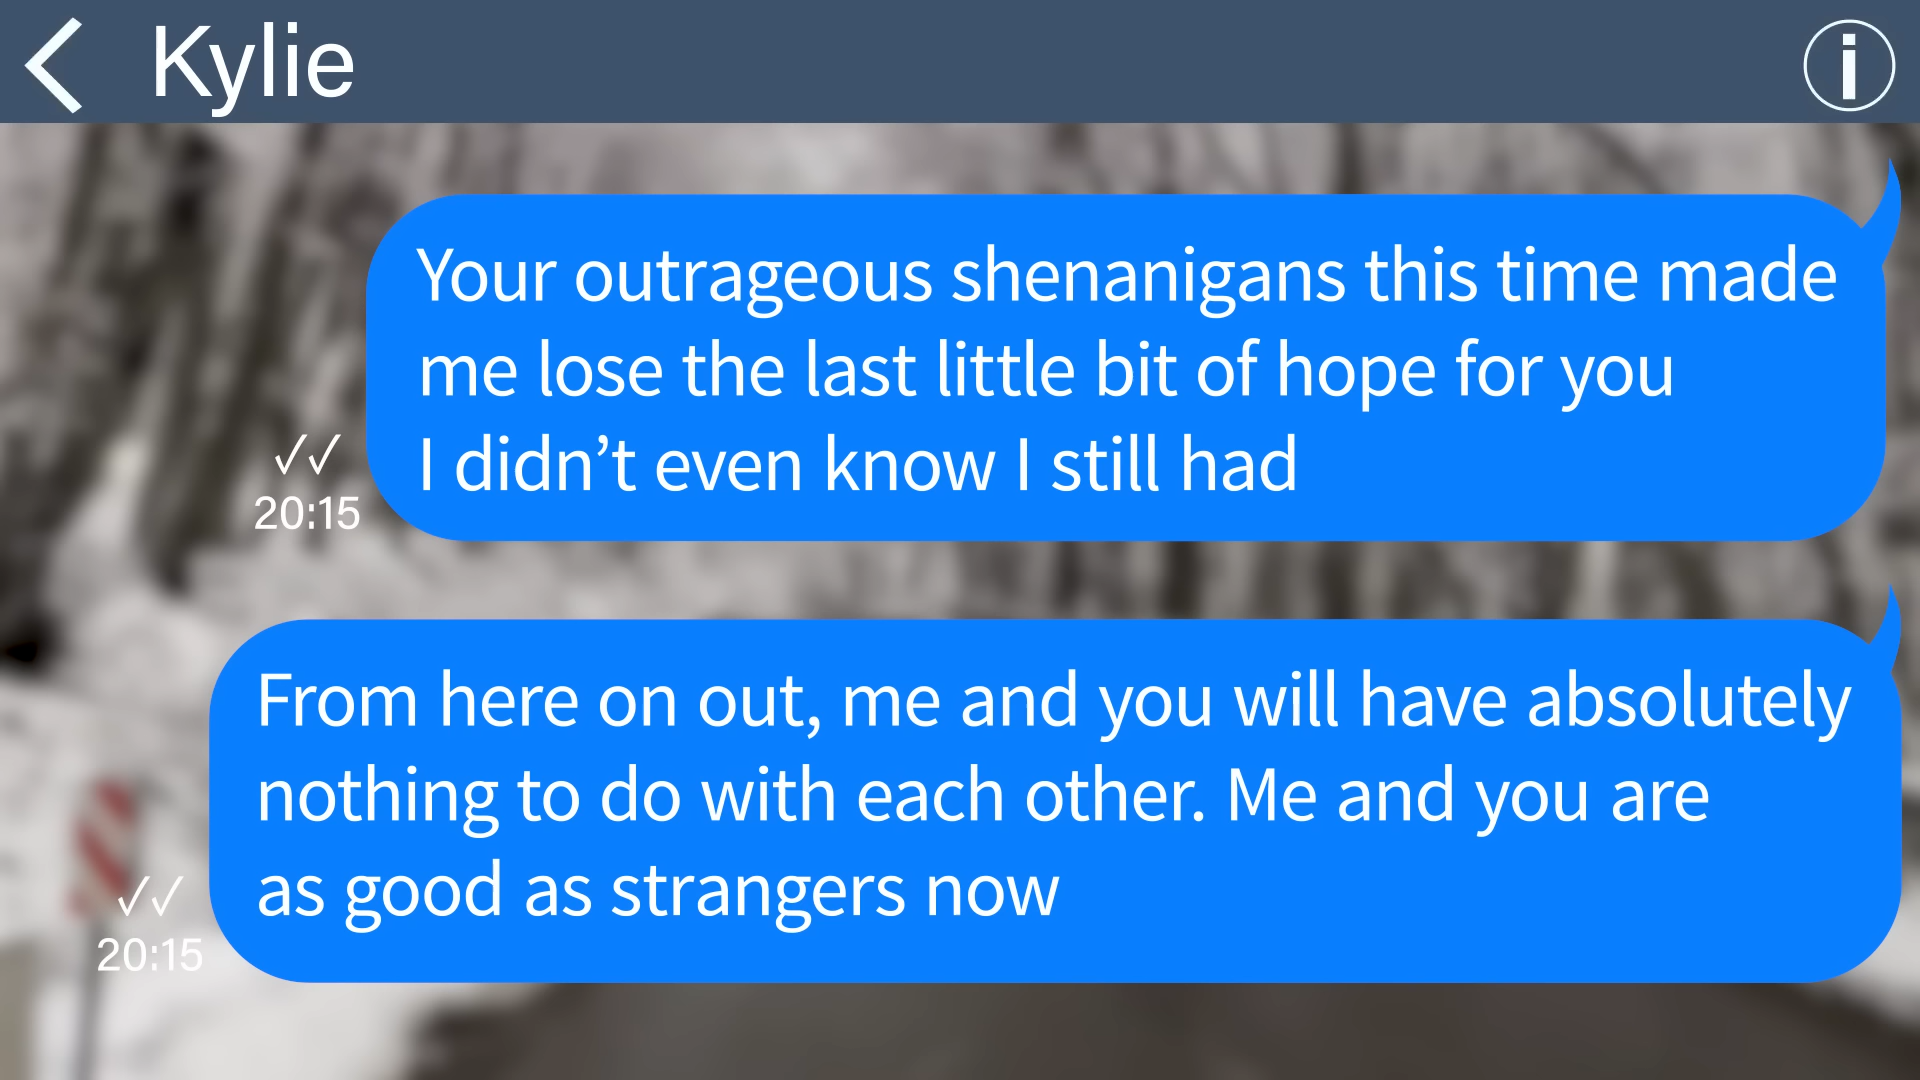 Kylie
Your outrageous shenanigans this time made
me lose the last little bit of hope for you
I didn’t even know I still had
20:15
From here on out, me and you will have absolutely
nothing to do with each other. Me and you are
as good as strangers now
20:15